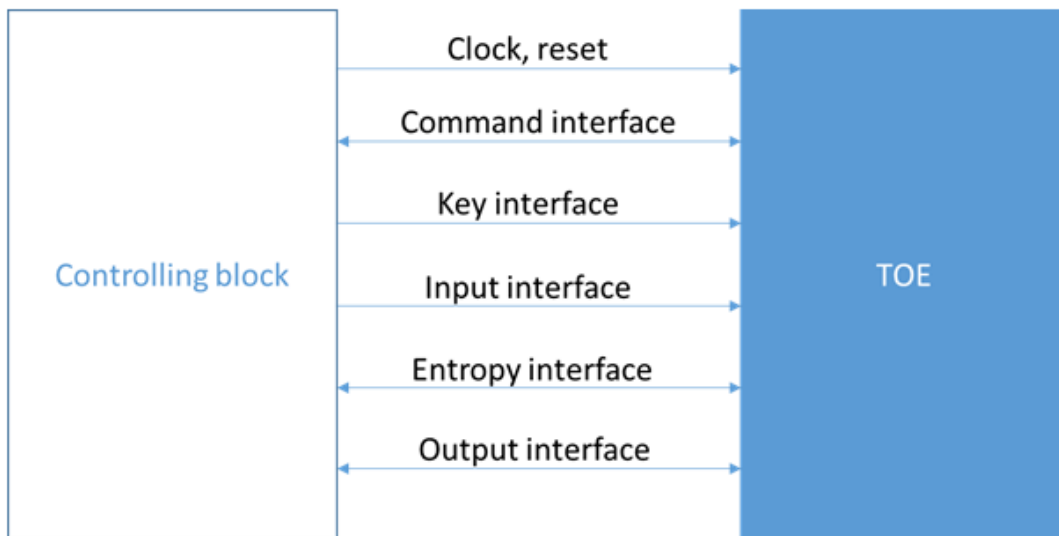 Clock, reset
Command interface
Key interface
Controlling block
TOE
Input interface
Entropy interface
Output interface